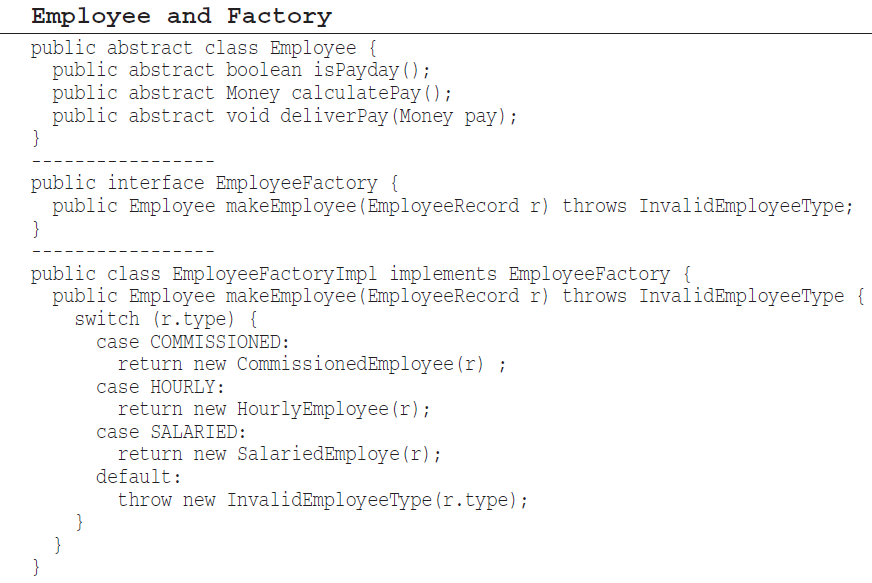 Employee and Factory
public abstract class Employee {
public abstract boolean isPayday();
public abstract Money calculatePay();
public abstract void deliverPay(Money pay);
}
-----------------
public interface EmployeeFactory {
public Employee makeEmployee(EmployeeRecord r) throws InvalidEmployeeType;
}
-----------------
public class EmployeeFactoryImpl implements EmployeeFactory {
public Employee makeEmployee(EmployeeRecord r) throws InvalidEmployeeType {
switch (r.type) {
case COMMISSIONED:
return new CommissionedEmployee(r) ;
case HOURLY:
return new HourlyEmployee(r);
case SALARIED:
return new SalariedEmploye(r);
default:
throw new InvalidEmployeeType(r.type);
}
}
}